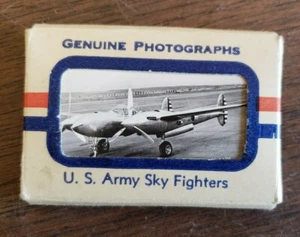 GENUINE PHOTOGRAPHS
U. S. Army Sky Fighters